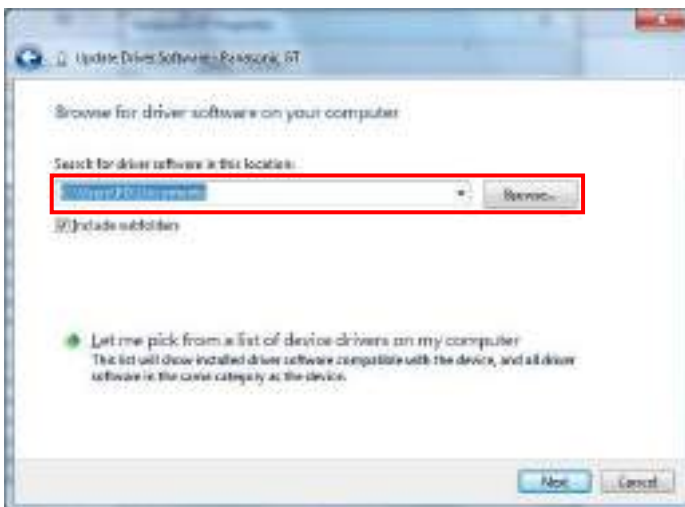 Update Driver Software - Panasonic GT
Browse for driver software on your computer
Search for driver software in this location:
Browse...
Include subfolders
Let me pick from a list of device drivers on my computer
This list will show installed driver software compatible with the device, and all driver
software in the same category as the device.
Next
Cancel